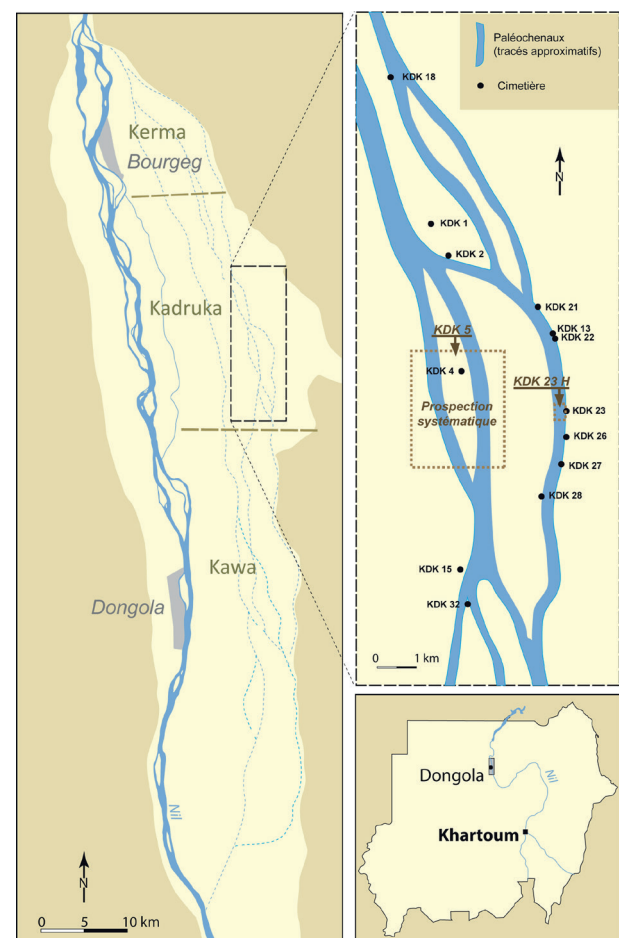 Kerma
Bourgeg
Kadruka
Kawa
Dongola
Nil
N
0 5 10 km
Paléochenaux
(tracés approximatifs)
Cimetière
N
KDK 18
KDK 1
KDK 2
KDK 21
KDK 13
KDK 22
KDK 5
KDK 4
KDK 23 H
Prospection
systématique
KDK 23
KDK 26
KDK 27
KDK 28
KDK 15
KDK 32
0 1 km
Dongola
Nil
Khartoum